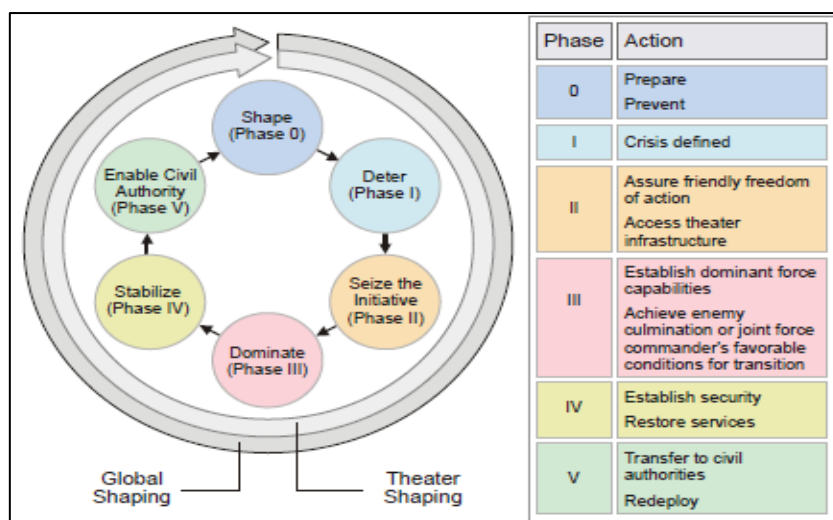 Shape
(Phase 0)
Deter
(Phase I)
Seize the
Initiative
(Phase II)
Dominate
(Phase III)
Stabilize
(Phase IV)
Enable Civil
Authority
(Phase V)
Global
Shaping
Theater
Shaping
Phase Action
0
Prepare
Prevent
I
Crisis defined
II
Assure friendly freedom
of action
Access theater
infrastructure
III
Establish dominant force
capabilities
Achieve enemy
culmination or joint force
commander's favorable
conditions for transition
IV
Establish security
Restore services
V
Transfer to civil
authorities
Redeploy